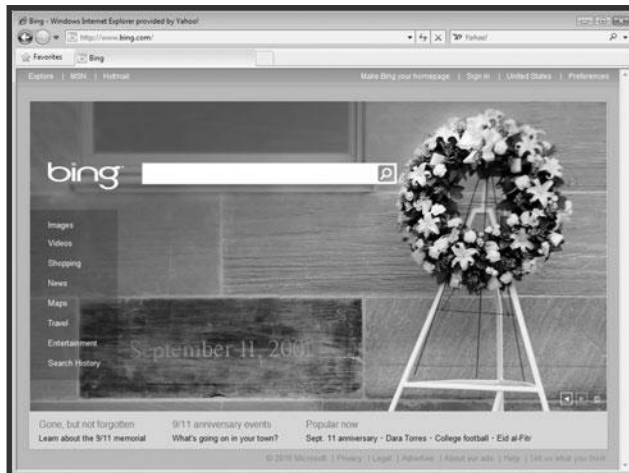 Bing - Windows Internet Explorer provided by Yahoo!
http://www.bing.com/ Yahoo!
Favorites Bing
Explore | MSN | Hotmail Make Bing your homepage | Sign in | United States | Preferences
bing
Images
Videos
Shopping
News
Maps
Travel
Entertainment
Search History
September 11, 2001
Gone, but not forgotten 9/11 anniversary events Popular now
Learn about the 9/11 memorial What's going on in your town? Sept. 11 anniversary · Dara Torres · College football · Eid al-Fitr
© 2010 Microsoft | Privacy | Legal | Advertise | About our ads | Help | Tell us what you think